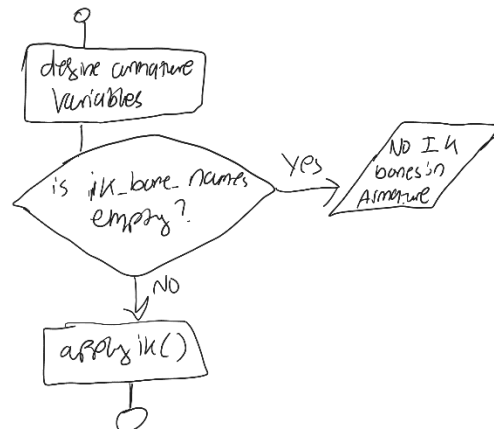 define armature
variables
is ik_bone_names
empty?
Yes
No IK
bones in
Armature
NO
apply ik()